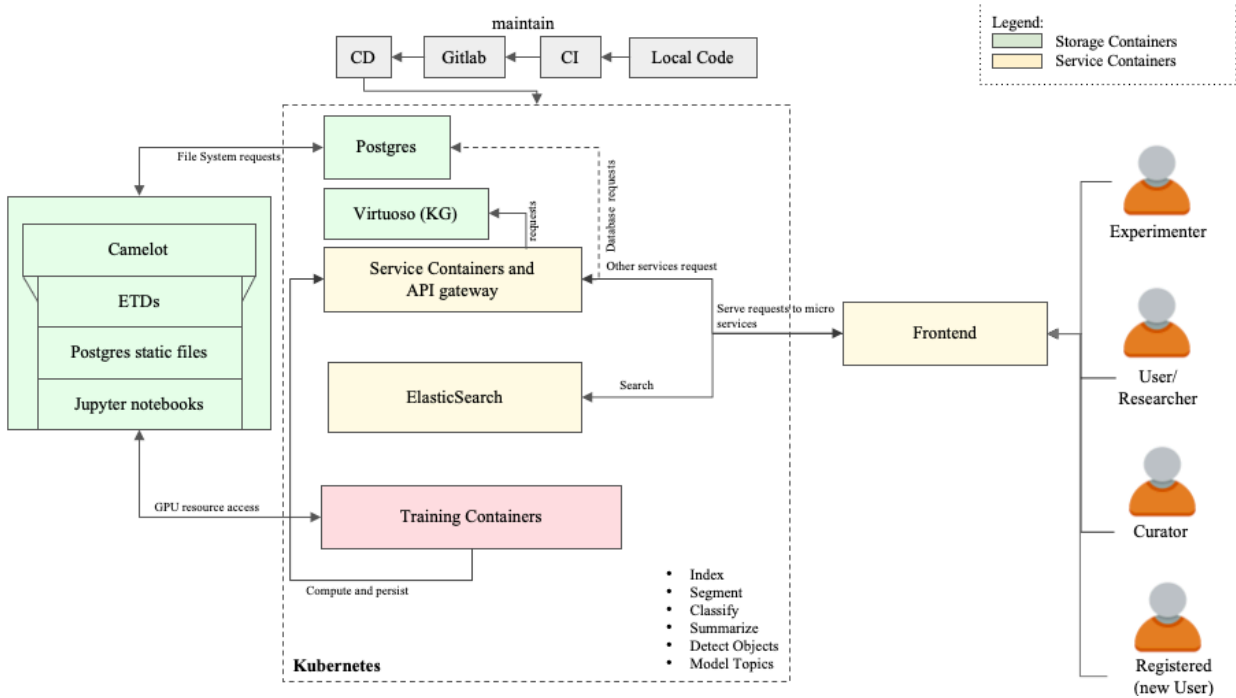 maintain
CD
Gitlab
CI
Local Code
Legend:
Storage Containers
Service Containers
File System requests
Postgres
Database requests
Virtuoso (KG)
requests
Camelot
ETDs
Postgres static files
Jupyter notebooks
Service Containers and
API gateway
Other services request
Serve requests to micro
services
Frontend
Search
ElasticSearch
GPU resource access
Training Containers
Compute and persist
• Index
• Segment
• Classify
• Summarize
• Detect Objects
• Model Topics
Kubernetes
Experimenter
User/
Researcher
Curator
Registered
(new User)